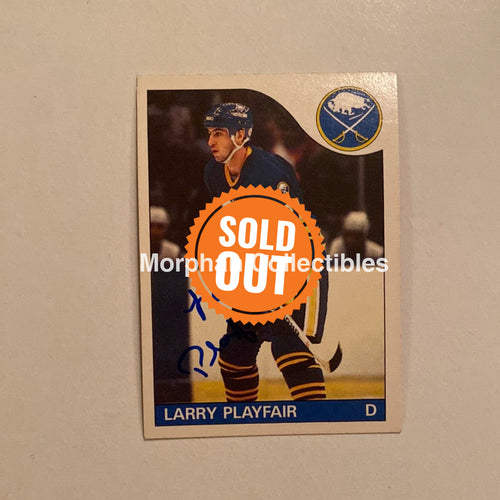 SOLD
OUT
Morphan Collectibles
LARRY PLAYFAIR D